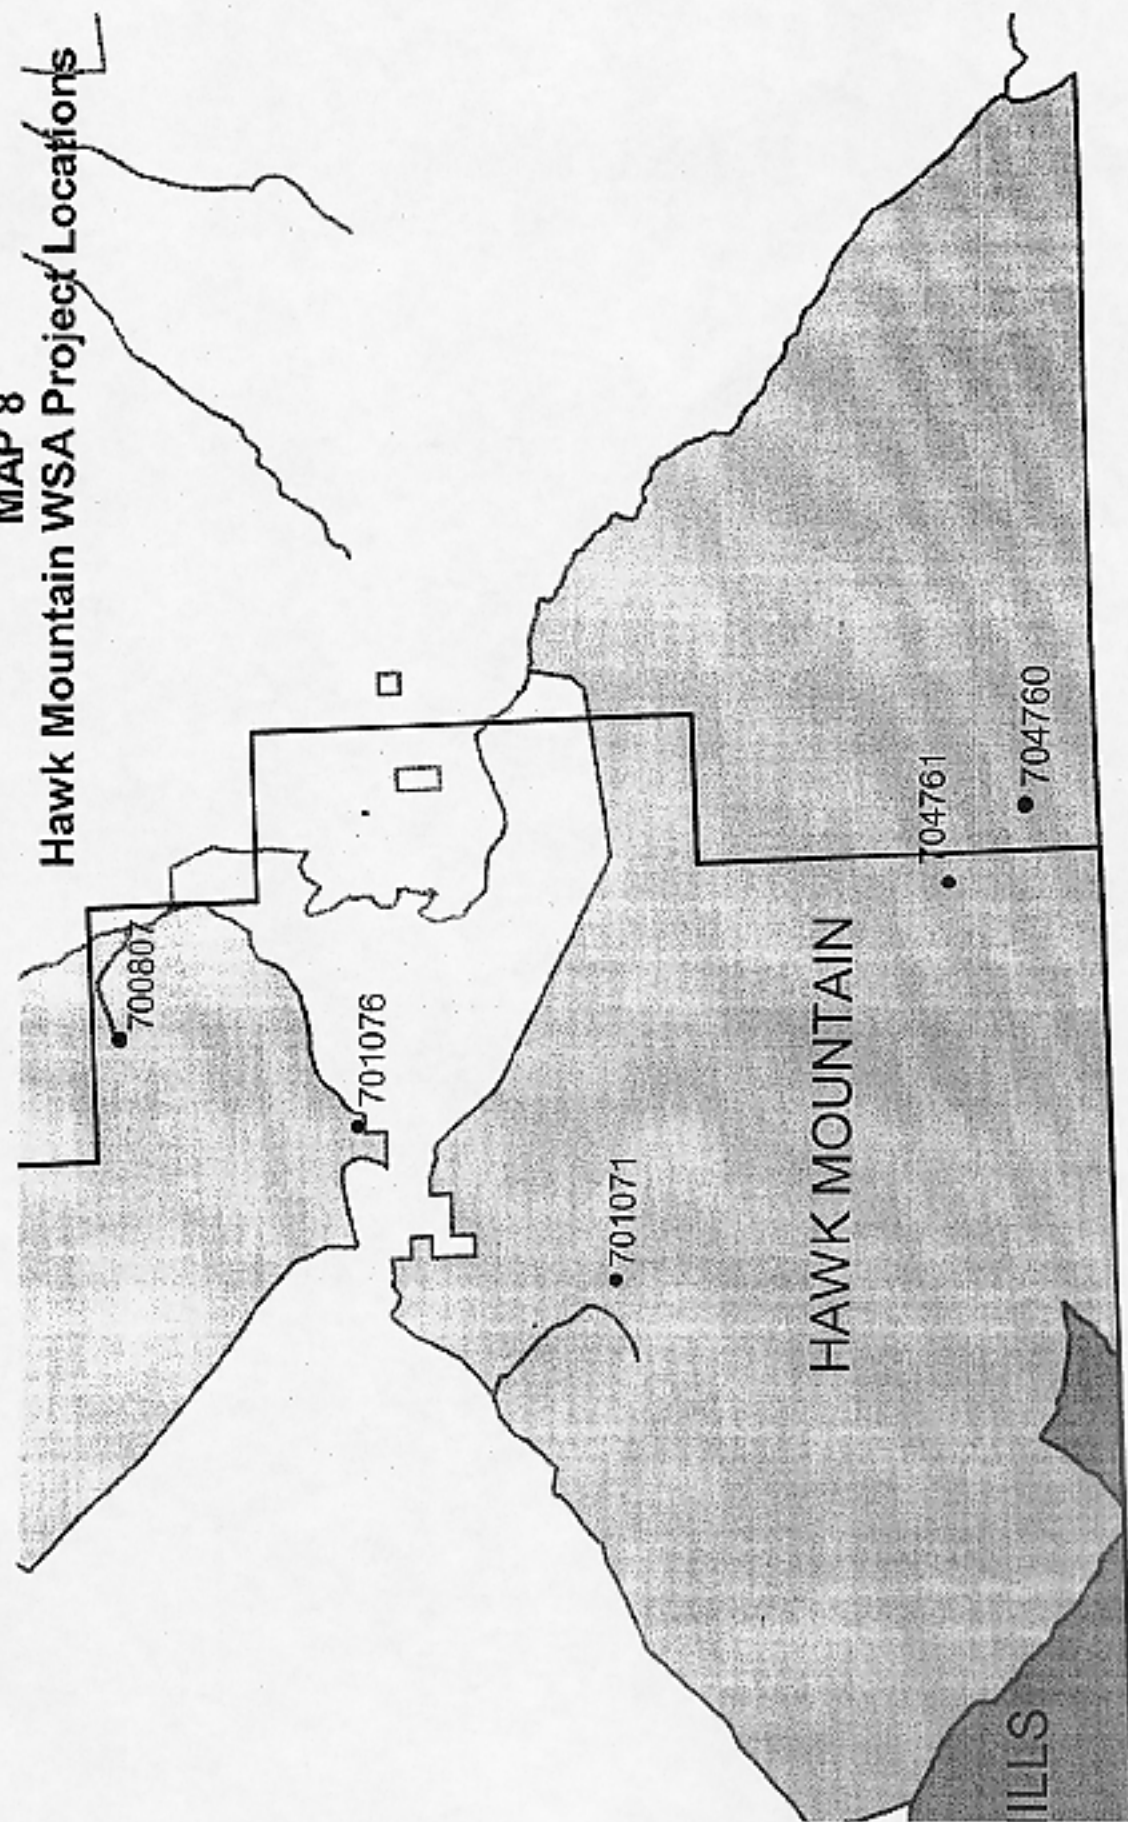 MAP 8
Hawk Mountain WSA Project Locations
700807
701076
701071
704761
704760
HAWK MOUNTAIN
ILLS